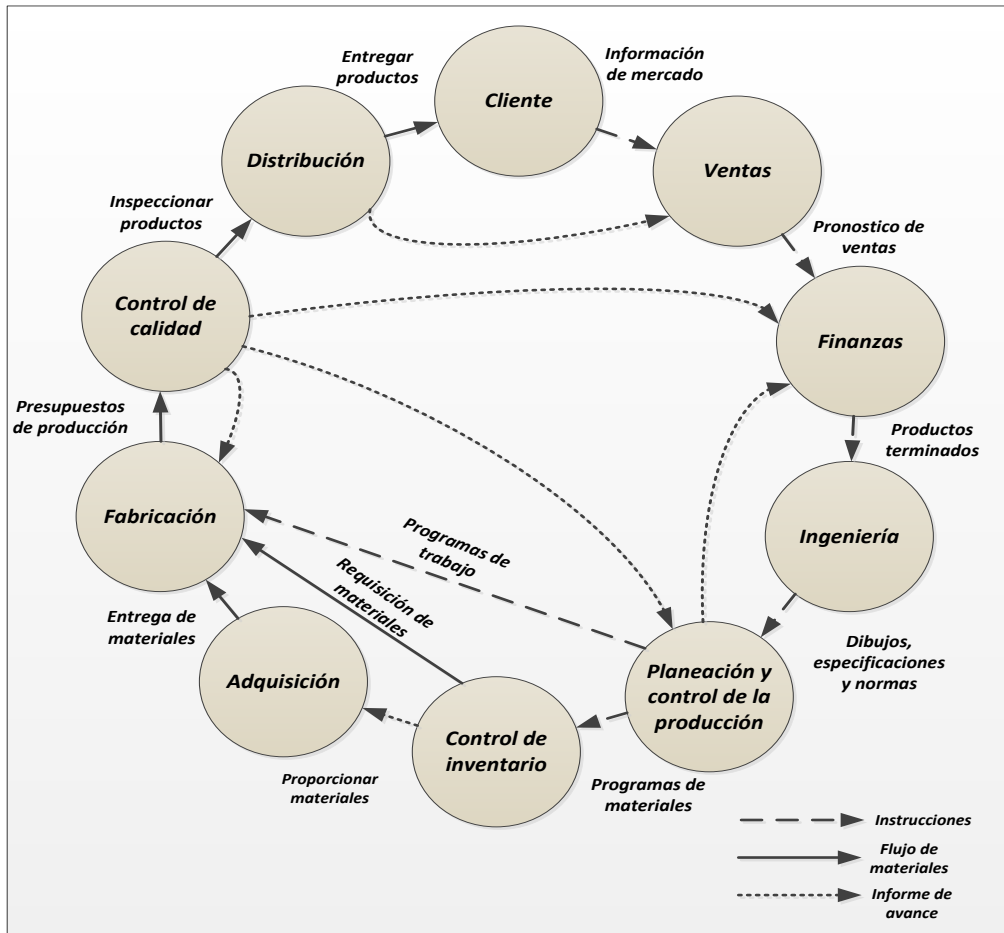 Entregar
productos
Cliente
Información
de mercado
Distribución
Ventas
Inspeccionar
productos
Pronostico de
ventas
Control de
calidad
Finanzas
Presupuestos
de producción
Productos
terminados
Fabricación
Ingeniería
Programas de
trabajo
Requisición de
materiales
Entrega de
materiales
Dibujos,
especificaciones
y normas
Adquisición
Planeación y
control de la
producción
Control de
inventario
Proporcionar
materiales
Programas de
materiales
Instrucciones
Flujo de
materiales
Informe de
avance